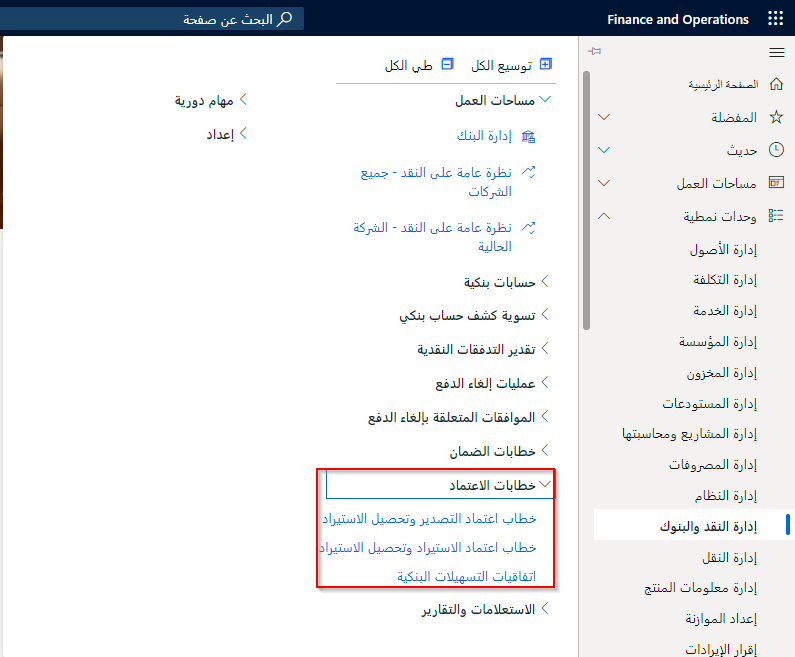 Finance and Operations
البحث عن صفحة
الصفحة الرئيسية
المفضلة
حديث
مساحات العمل
وحدات نمطية
إدارة الأصول
إدارة التكلفة
إدارة الخدمة
إدارة المؤسسة
إدارة المخزون
إدارة المستودعات
إدارة المشاريع ومحاسبتها
إدارة المصروفات
إدارة النظام
إدارة النقد والبنوك
إدارة النقل
إدارة معلومات المنتج
إعداد الموازنة
إقرار الإيرادات
توسيع الكل
طي الكل
مساحات العمل
إدارة البنك
نظرة عامة على النقد - جميع
الشركات
نظرة عامة على النقد - الشركة
الحالية
حسابات بنكية
تسوية كشف حساب بنكي
تقدير التدفقات النقدية
عمليات إلغاء الدفع
الموافقات المتعلقة بإلغاء الدفع
خطابات الضمان
خطابات الاعتماد
خطاب اعتماد التصدير وتحصيل الاستيراد
خطاب اعتماد الاستيراد وتحصيل الاستيراد
اتفاقيات التسهيلات البنكية
الاستعلامات والتقارير
مهام دورية
إعداد